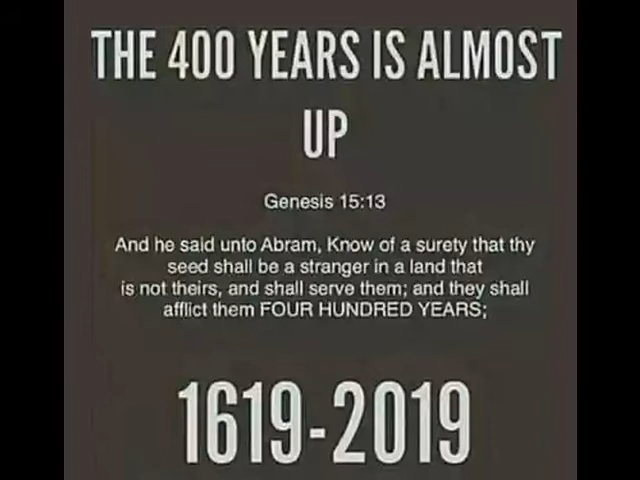 THE 400 YEARS IS ALMOST
UP
Genesis 15:13
And he said unto Abram, Know of a surety that thy
seed shall be a stranger in a land that
is not theirs, and shall serve them; and they shall
afflict them FOUR HUNDRED YEARS;
1619-2019